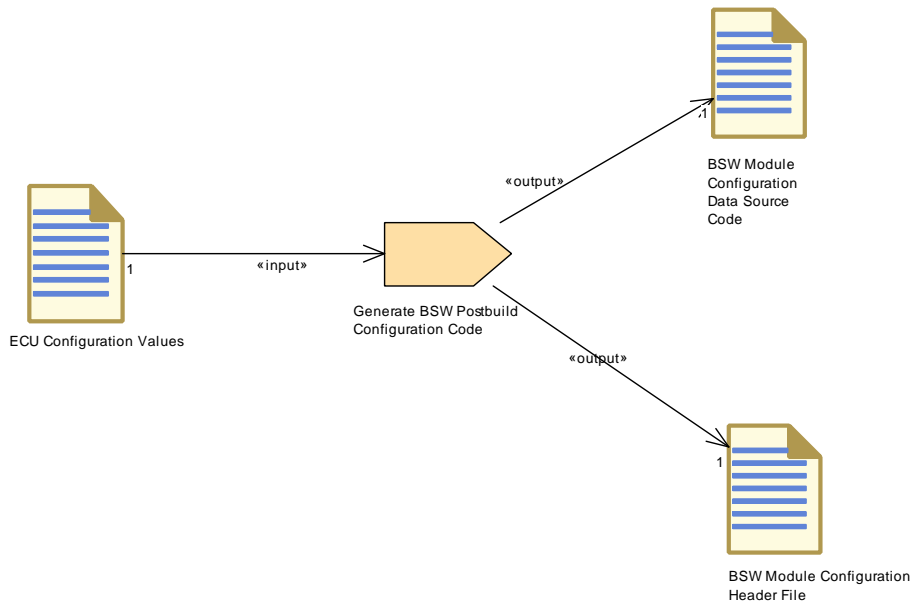 1
BSW Module
Configuration
Data Source
Code
«output»
1
«input»
ECU Configuration Values
Generate BSW Postbuild
Configuration Code
«output»
1
BSW Module Configuration
Header File